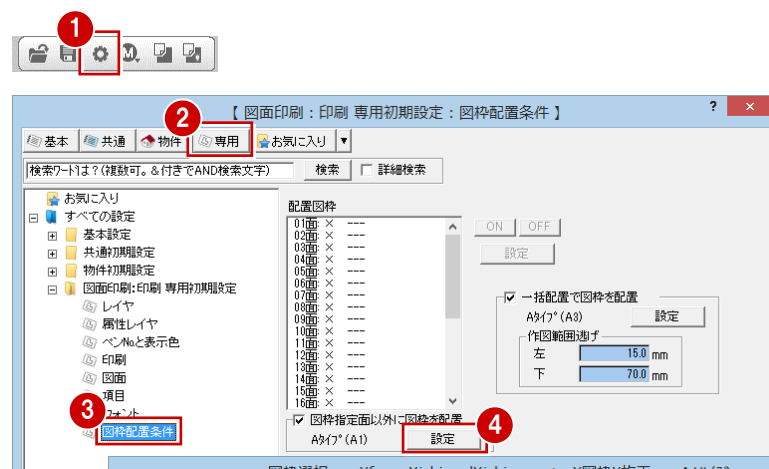 1
M
【 図面印刷：印刷 専用初期設定：図枠配置条件 】
? ×
2
基本 共通 物件 専用 お気に入り ▼
検索ワードは？(複数可。＆付きでAND検索文字) 検索 詳細検索
お気に入り
すべての設定
基本設定
共通初期設定
物件初期設定
図面印刷:印刷 専用初期設定
レイヤ
属性レイヤ
ペンNoと表示色
印刷
図面
項目
フォント
3
図枠配置条件
配置図枠
01面: × ---
02面: × ---
03面: × ---
04面: × ---
05面: × ---
06面: × ---
07面: × ---
08面: × ---
09面: × ---
10面: × ---
11面: × ---
12面: × ---
13面: × ---
14面: × ---
15面: × ---
16面: × ---
図枠指定面以外に図枠を配置
4
Aタイプ(A1) 設定
ON OFF
設定
一括配置で図枠を配置
Aタイプ(A3) 設定
作図範囲逃げ
左 15.0 mm
下 70.0 mm